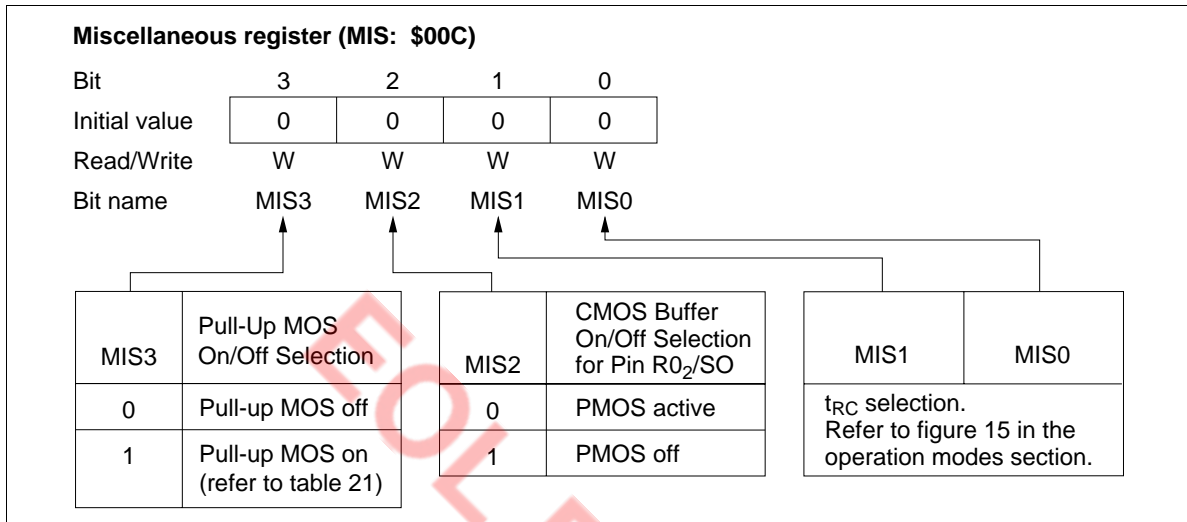 Miscellaneous register (MIS: $00C)
Bit 3 2 1 0
Initial value 0 0 0 0
Read/Write W W W W
Bit name MIS3 MIS2 MIS1 MIS0
MIS3
Pull-Up MOS
On/Off Selection
0 Pull-up MOS off
1 Pull-up MOS on
(refer to table 21)
MIS2
CMOS Buffer
On/Off Selection
for Pin R0₂/SO
0 PMOS active
1 PMOS off
MIS1 MIS0
tRC selection.
Refer to figure 15 in the
operation modes section.
EOL